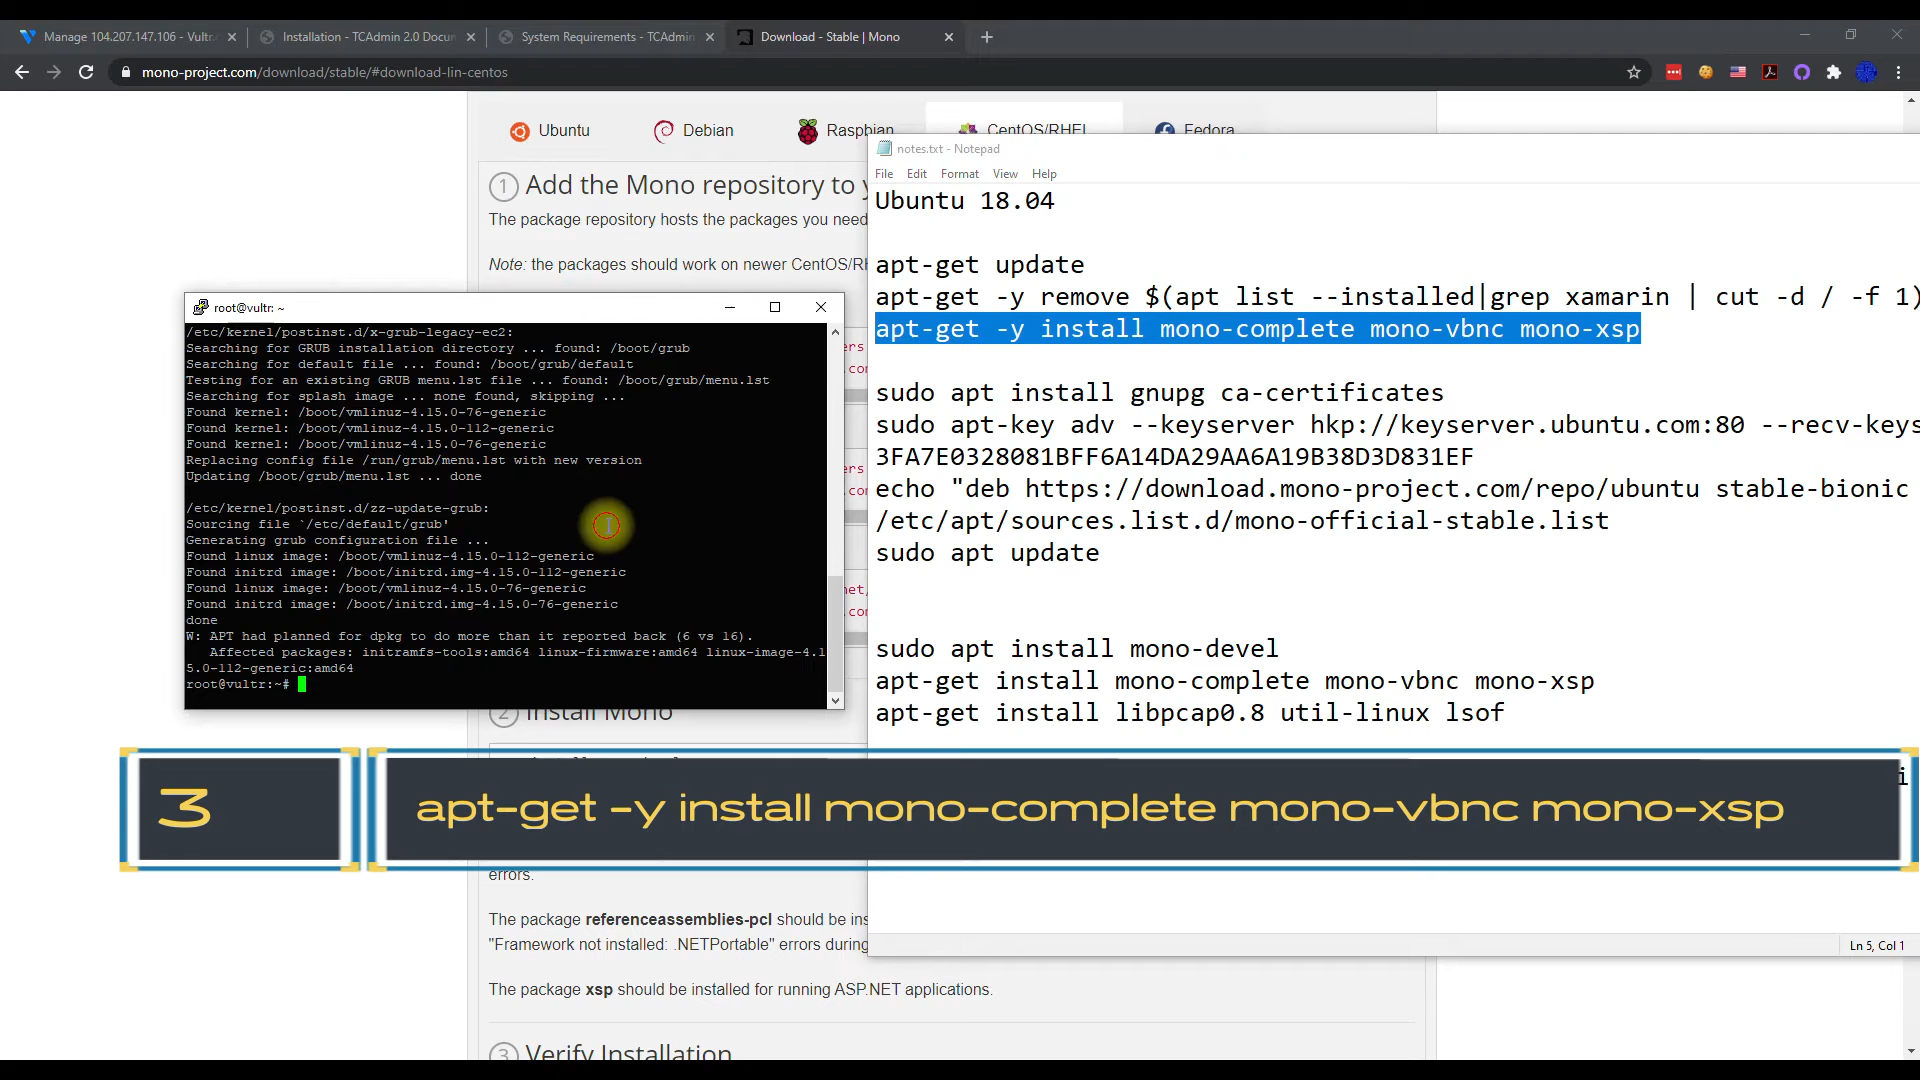 Manage 104.207.147.106 - Vultr.c
Installation - TCAdmin 2.0 Docun
System Requirements - TCAdmin
Download - Stable | Mono
mono-project.com/download/stable/#download-lin-centos
Ubuntu
Debian
Raspbian
CentOS/RHEL
Fedora
1 Add the Mono repository to y
The package repository hosts the packages you need
Note: the packages should work on newer CentOS/RH
notes.txt - Notepad
File Edit Format View Help
Ubuntu 18.04
apt-get update
apt-get -y remove $(apt list --installed|grep xamarin | cut -d / -f 1)
apt-get -y install mono-complete mono-vbnc mono-xsp
sudo apt install gnupg ca-certificates
sudo apt-key adv --keyserver hkp://keyserver.ubuntu.com:80 --recv-keys
3FA7E0328081BFF6A14DA29AA6A19B38D3D831EF
echo "deb https://download.mono-project.com/repo/ubuntu stable-bionic
/etc/apt/sources.list.d/mono-official-stable.list
sudo apt update
sudo apt install mono-devel
apt-get install mono-complete mono-vbnc mono-xsp
apt-get install libpcap0.8 util-linux lsof
Ln 5, Col 1
root@vultr: ~
/etc/kernel/postinst.d/x-grub-legacy-ec2:
Searching for GRUB installation directory ... found: /boot/grub
Searching for default file ... found: /boot/grub/default
Testing for an existing GRUB menu.lst file ... found: /boot/grub/menu.lst
Searching for splash image ... none found, skipping ...
Found kernel: /boot/vmlinuz-4.15.0-76-generic
Found kernel: /boot/vmlinuz-4.15.0-112-generic
Found kernel: /boot/vmlinuz-4.15.0-76-generic
Replacing config file /run/grub/menu.lst with new version
Updating /boot/grub/menu.lst ... done
/etc/kernel/postinst.d/zz-update-grub:
Sourcing file `/etc/default/grub'
Generating grub configuration file ...
Found linux image: /boot/vmlinuz-4.15.0-112-generic
Found initrd image: /boot/initrd.img-4.15.0-112-generic
Found linux image: /boot/vmlinuz-4.15.0-76-generic
Found initrd image: /boot/initrd.img-4.15.0-76-generic
done
W: APT had planned for dpkg to do more than it reported back (6 vs 16).
Affected packages: initramfs-tools:amd64 linux-firmware:amd64 linux-image-4.1
5.0-112-generic:amd64
root@vultr:~#
2 Install Mono
3
apt-get -y install mono-complete mono-vbnc mono-xsp
errors.
The package referenceassemblies-pcl should be ins
"Framework not installed: .NETPortable" errors during
The package xsp should be installed for running ASP.NET applications.
3 Verify Installation